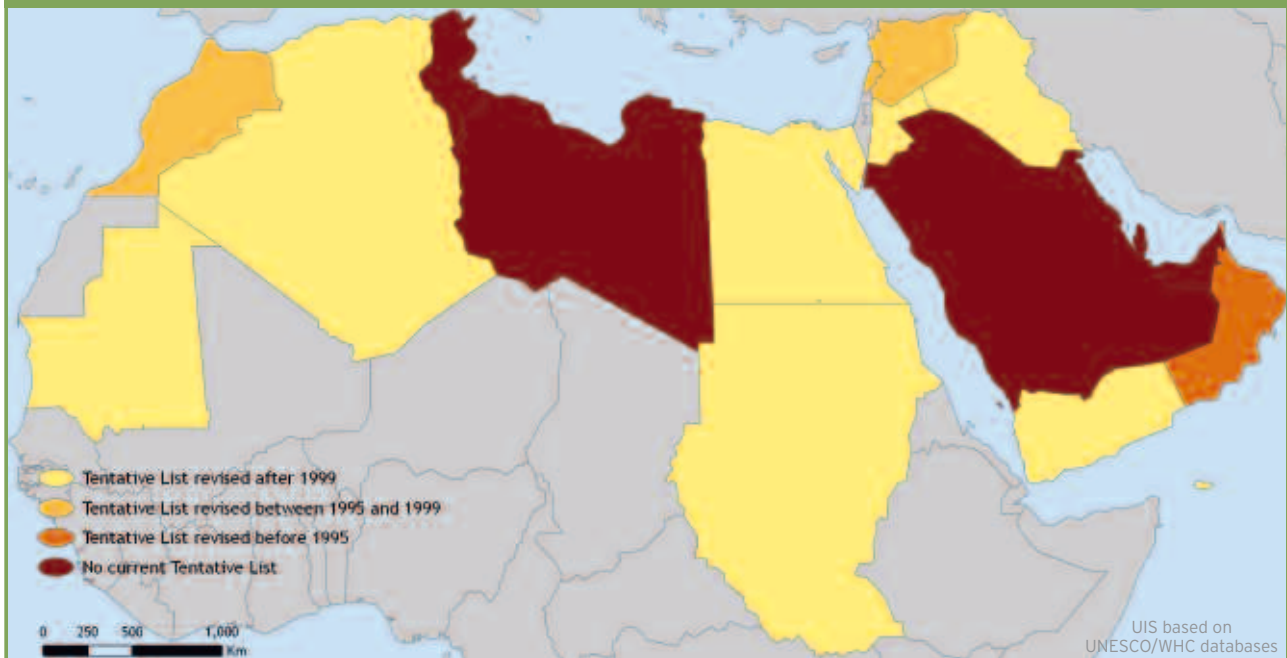 Tentative List revised after 1999
Tentative List revised between 1995 and 1999
Tentative List revised before 1995
No current Tentative List
0 250 500 1,000
Km
UIS based on
UNESCO/WHC databases